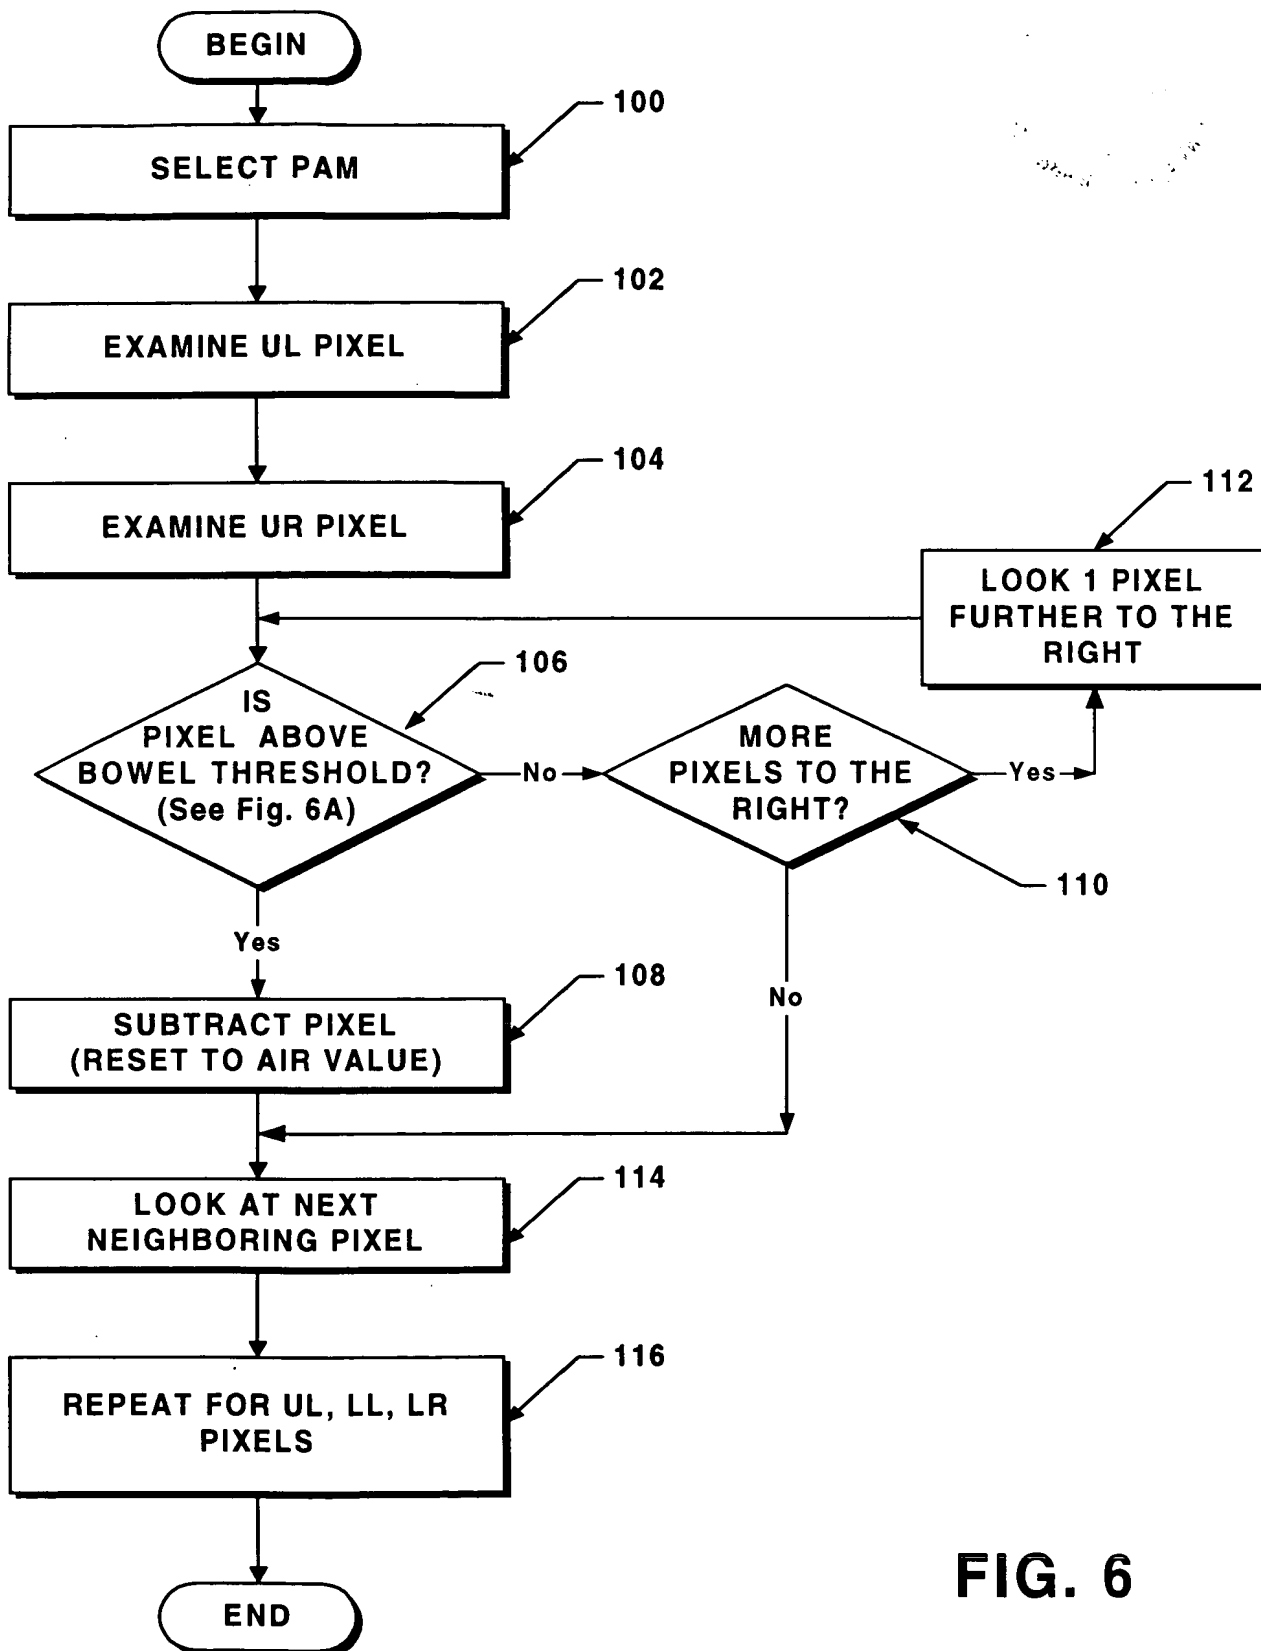 BEGIN
100
SELECT PAM
102
EXAMINE UL PIXEL
104
EXAMINE UR PIXEL
112
LOOK 1 PIXEL
FURTHER TO THE
RIGHT
106
IS
PIXEL ABOVE
BOWEL THRESHOLD?
(See Fig. 6A)
No
MORE
PIXELS TO THE
RIGHT?
Yes
110
Yes
No
108
SUBTRACT PIXEL
(RESET TO AIR VALUE)
114
LOOK AT NEXT
NEIGHBORING PIXEL
116
REPEAT FOR UL, LL, LR
PIXELS
END
FIG. 6